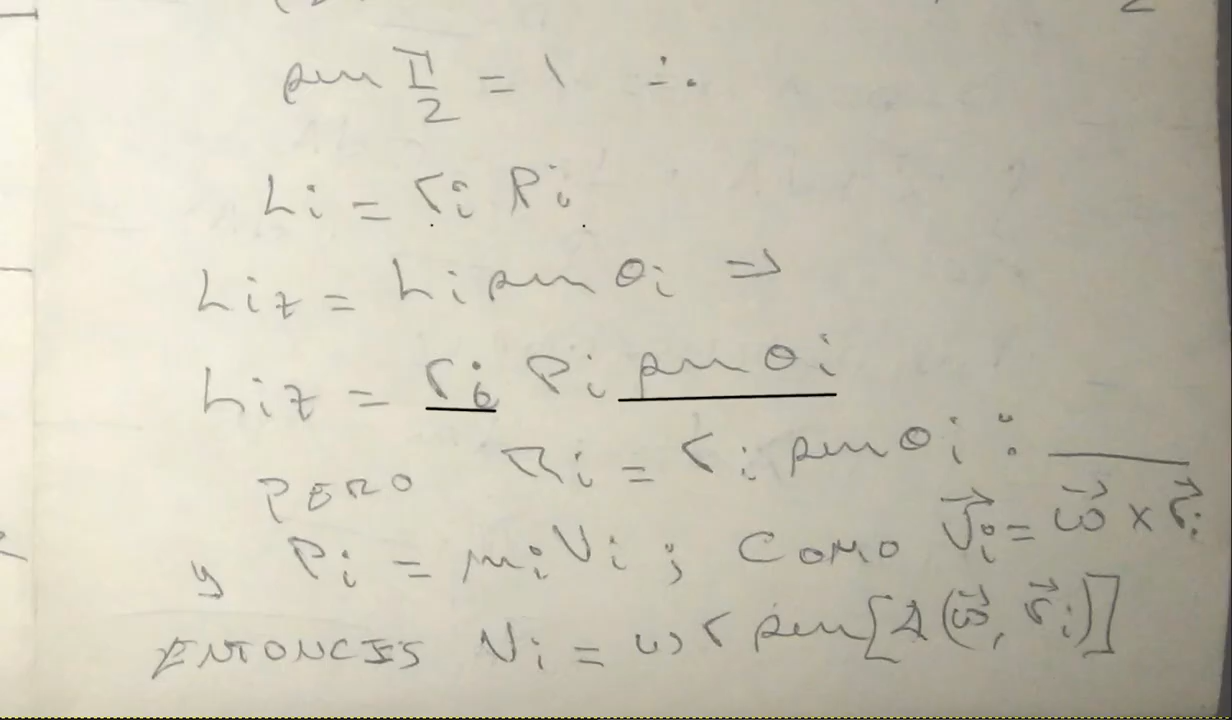 sen π/2 = 1 ∴
Li = ri Pi
Liz = Li sen θi ⇒
Liz = ri Pi sen θi
PERO Ri = ri sen θi :
y Pi = mi Vi ; COMO V⃗i = ω⃗ × r⃗i
ENTONCES Vi = ω r sen[∡(ω⃗, r⃗i)]